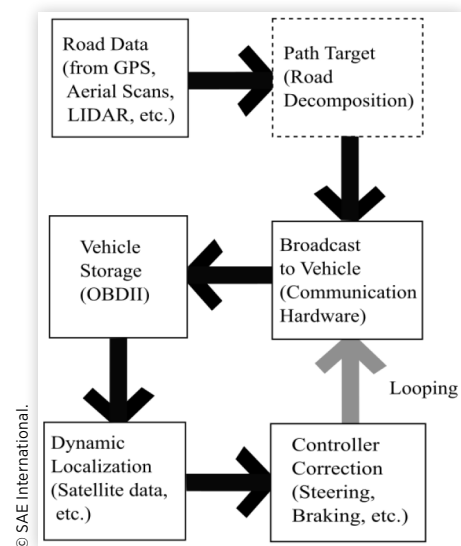 Road Data
(from GPS,
Aerial Scans,
LIDAR, etc.)
Path Target
(Road
Decomposition)
Broadcast
to Vehicle
(Communication
Hardware)
Vehicle
Storage
(OBDII)
Dynamic
Localization
(Satellite data,
etc.)
Controller
Correction
(Steering,
Braking, etc.)
Looping
© SAE International.